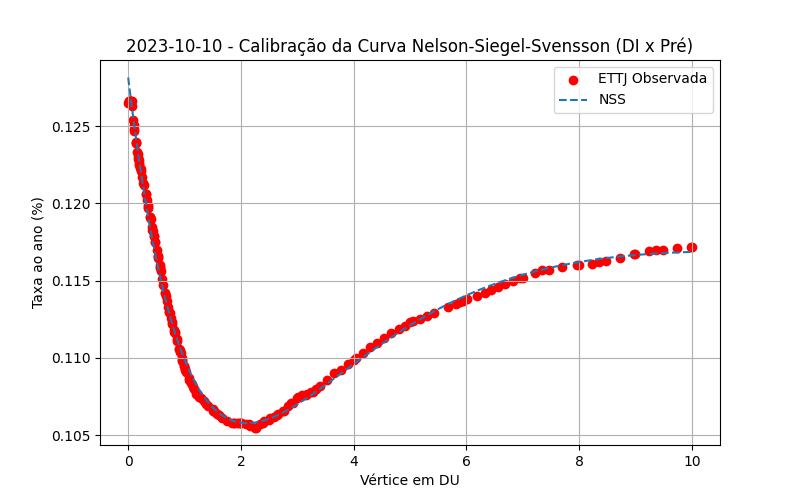 2023-10-10 - Calibração da Curva Nelson-Siegel-Svensson (DI x Pré)
ETTJ Observada
NSS
Taxa ao ano (%)
0.125
0.120
0.115
0.110
0.105
0 2 4 6 8 10
Vértice em DU